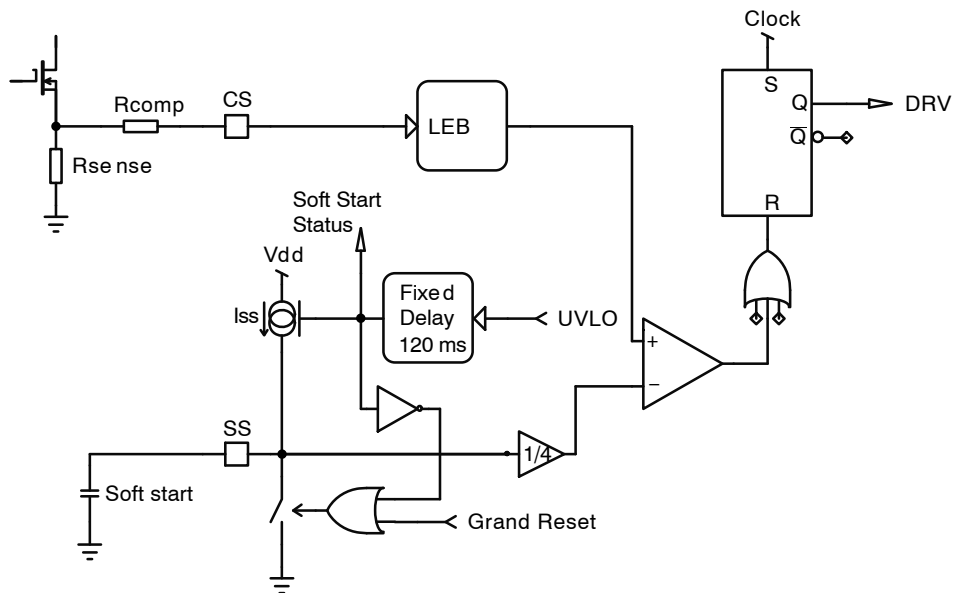 Clock
S
Q
DRV
Q
R
Rcomp
CS
LEB
Rse nse
Soft Start
Status
Vdd
Iss
Fixed
Delay
120 ms
UVLO
+
−
SS
1/4
Soft start
Grand Reset